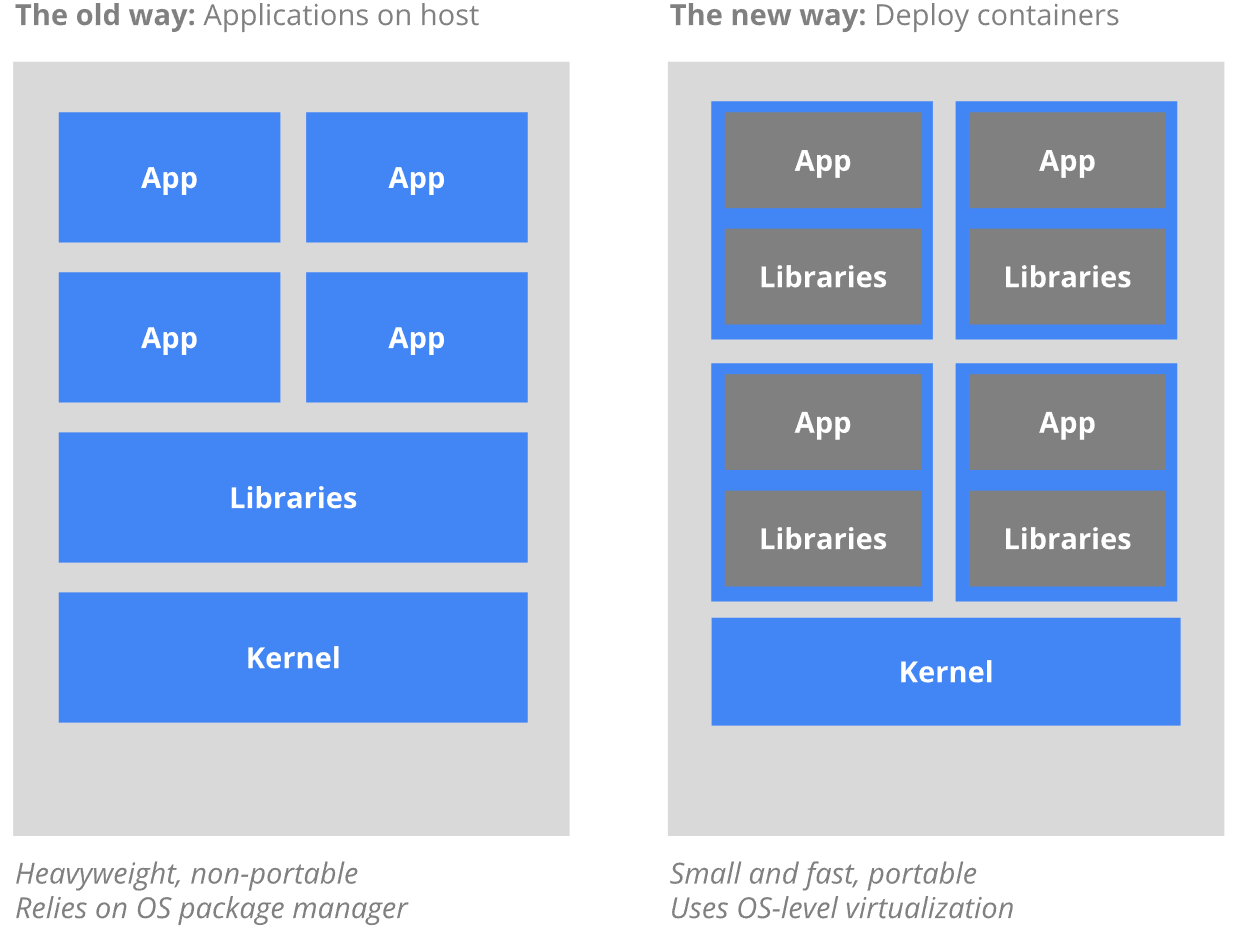 The old way: Applications on host
App App
App App
Libraries
Kernel
Heavyweight, non-portable
Relies on OS package manager
The new way: Deploy containers
App App
Libraries Libraries
App App
Libraries Libraries
Kernel
Small and fast, portable
Uses OS-level virtualization